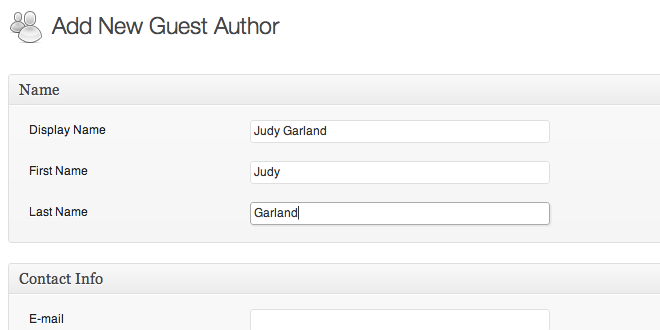 Add New Guest Author
Name
Display Name Judy Garland
First Name Judy
Last Name Garland
Contact Info
E-mail